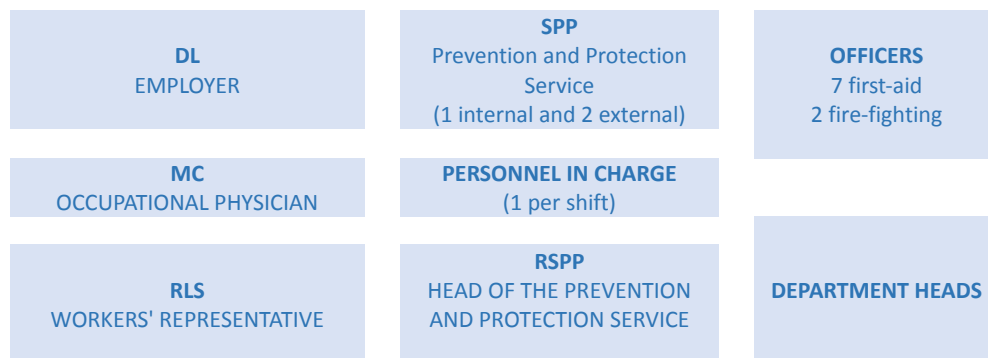 DL
EMPLOYER
SPP
Prevention and Protection
Service
(1 internal and 2 external)
OFFICERS
7 first-aid
2 fire-fighting
MC
OCCUPATIONAL PHYSICIAN
PERSONNEL IN CHARGE
(1 per shift)
RLS
WORKERS' REPRESENTATIVE
RSPP
HEAD OF THE PREVENTION
AND PROTECTION SERVICE
DEPARTMENT HEADS